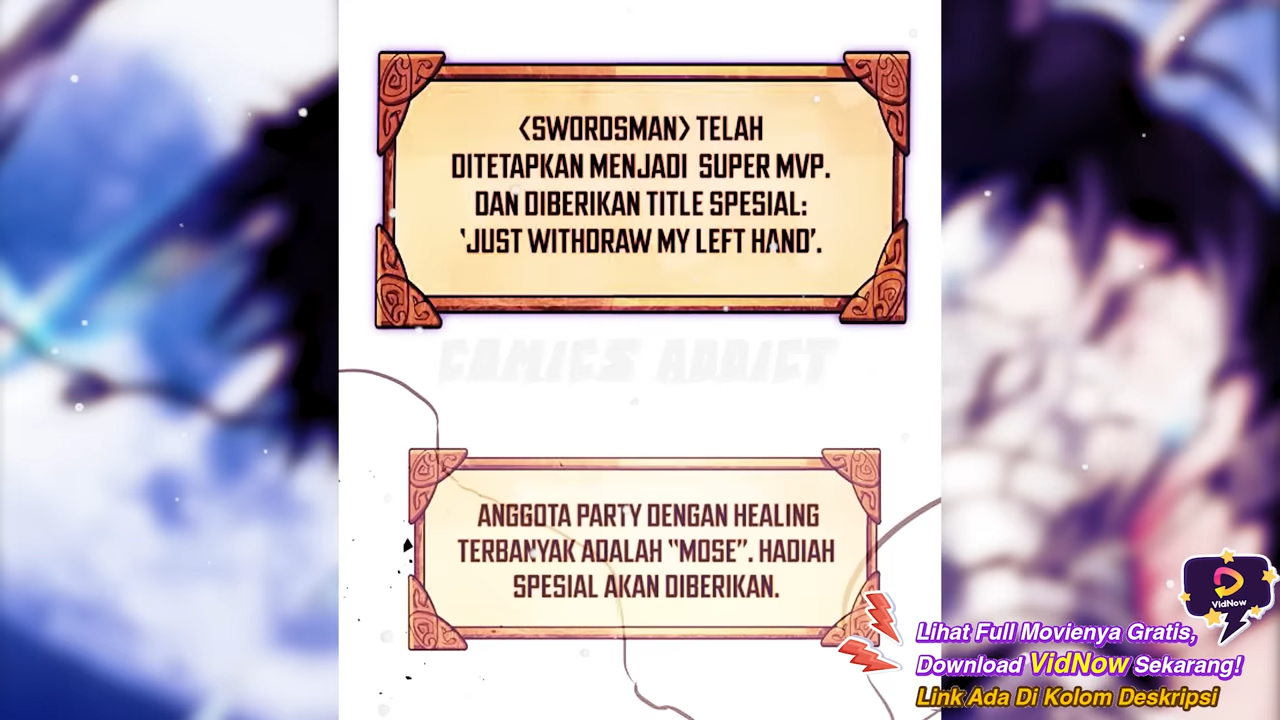 <SWORDSMAN> TELAH
DITETAPKAN MENJADI SUPER MVP.
DAN DIBERIKAN TITLE SPESIAL:
'JUST WITHDRAW MY LEFT HAND'.
COMICS ADDICT
ANGGOTA PARTY DENGAN HEALING
TERBANYAK ADALAH "MOSE". HADIAH
SPESIAL AKAN DIBERIKAN.
VidNow
Lihat Full Movienya Gratis,
Download VidNow Sekarang!
Link Ada Di Kolom Deskripsi